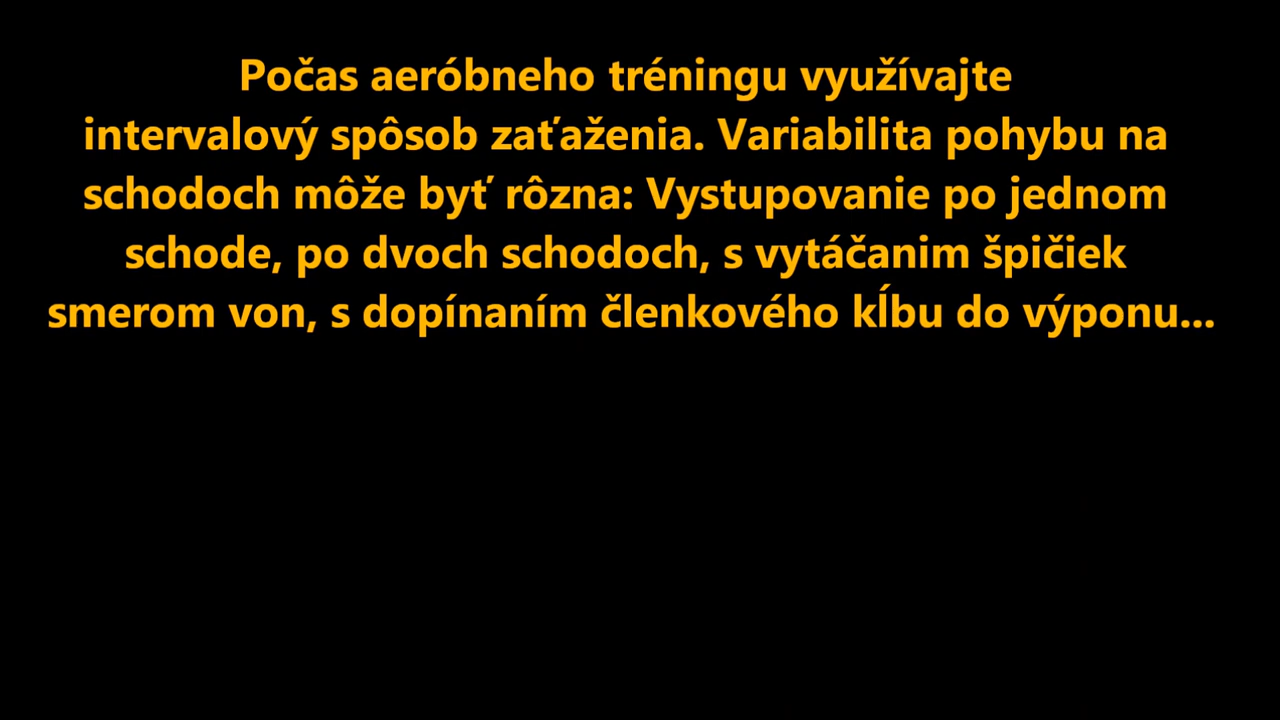 Počas aeróbneho tréningu využívajte
intervalový spôsob zaťaženia. Variabilita pohybu na
schodoch môže byť rôzna: Vystupovanie po jednom
schode, po dvoch schodoch, s vytáčanim špičiek
smerom von, s dopínaním členkového kĺbu do výponu...